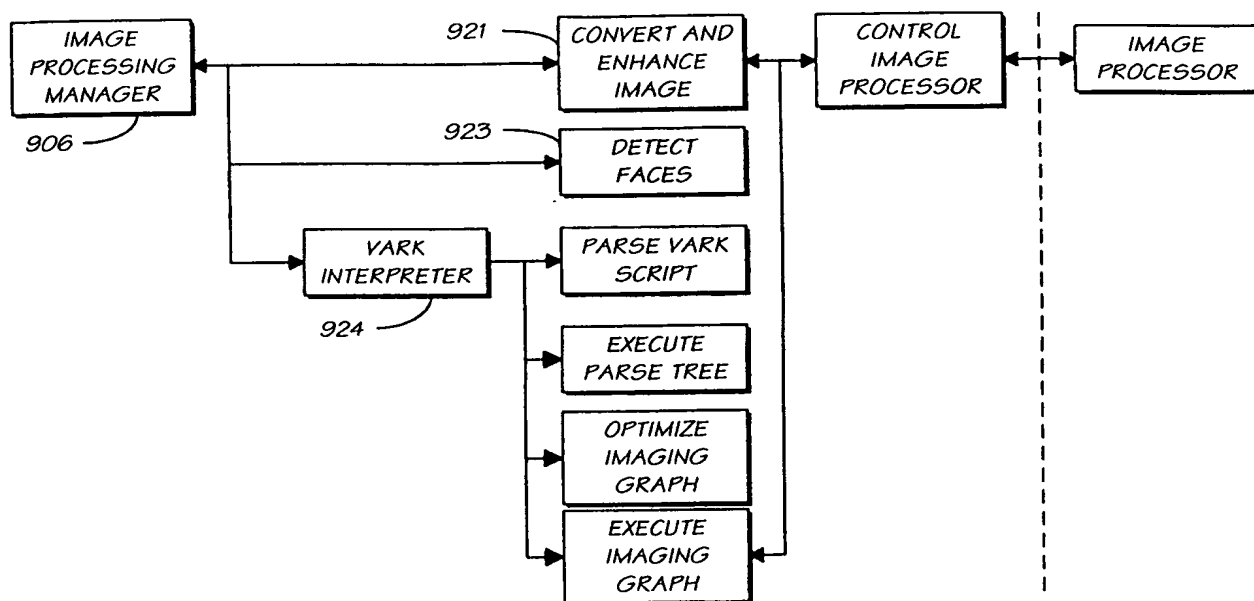 IMAGE
PROCESSING
MANAGER
906
921
CONVERT AND
ENHANCE
IMAGE
CONTROL
IMAGE
PROCESSOR
IMAGE
PROCESSOR
923
DETECT
FACES
VARK
INTERPRETER
924
PARSE VARK
SCRIPT
EXECUTE
PARSE TREE
OPTIMIZE
IMAGING
GRAPH
EXECUTE
IMAGING
GRAPH